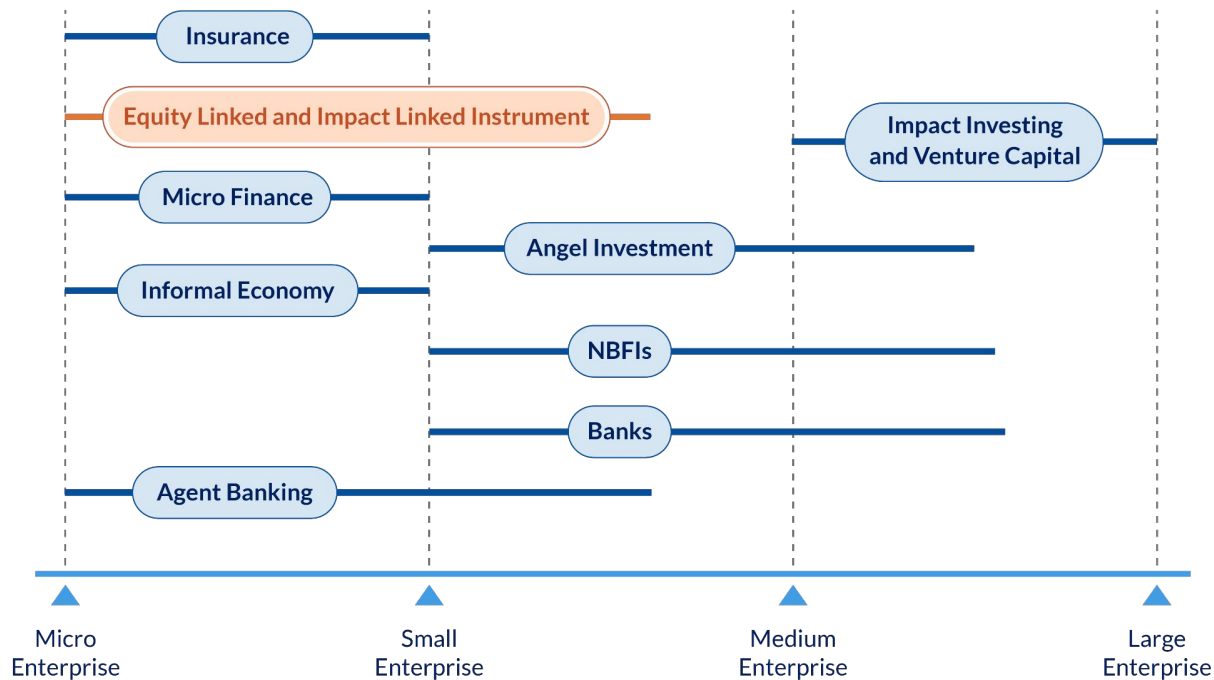 Insurance
Equity Linked and Impact Linked Instrument
Impact Investing
and Venture Capital
Micro Finance
Angel Investment
Informal Economy
NBFIs
Banks
Agent Banking
Micro
Enterprise
Small
Enterprise
Medium
Enterprise
Large
Enterprise